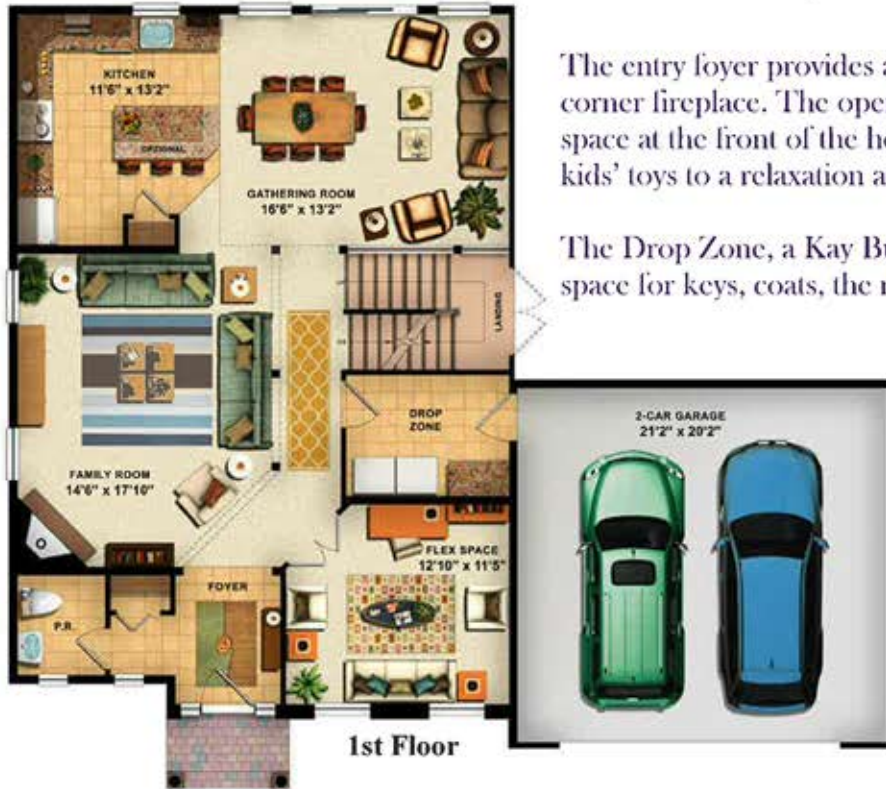 KITCHEN
11'6" x 13'2"
OPTIONAL
GATHERING ROOM
16'6" x 13'2"
LANDING
DROP
ZONE
2-CAR GARAGE
21'2" x 20'2"
FAMILY ROOM
14'6" x 17'10"
FLEX SPACE
12'10" x 11'5"
FOYER
P.R.
1st Floor
The entry foyer provides a
corner fireplace. The ope
space at the front of the h
kids' toys to a relaxation a
The Drop Zone, a Kay Bu
space for keys, coats, the